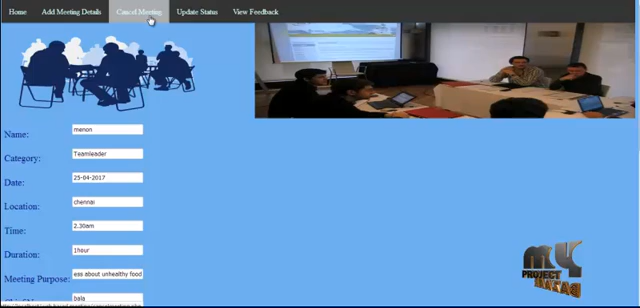 Home Add Meeting Details Cancel Meeting Update Status View Feedback
Name: menon
Category: Teamleader
Date: 25-04-2017
Location: chennai
Time: 2.30am
Duration: 1hour
Meeting Purpose: ess about unhealthy food
bala
MY
PROJECT